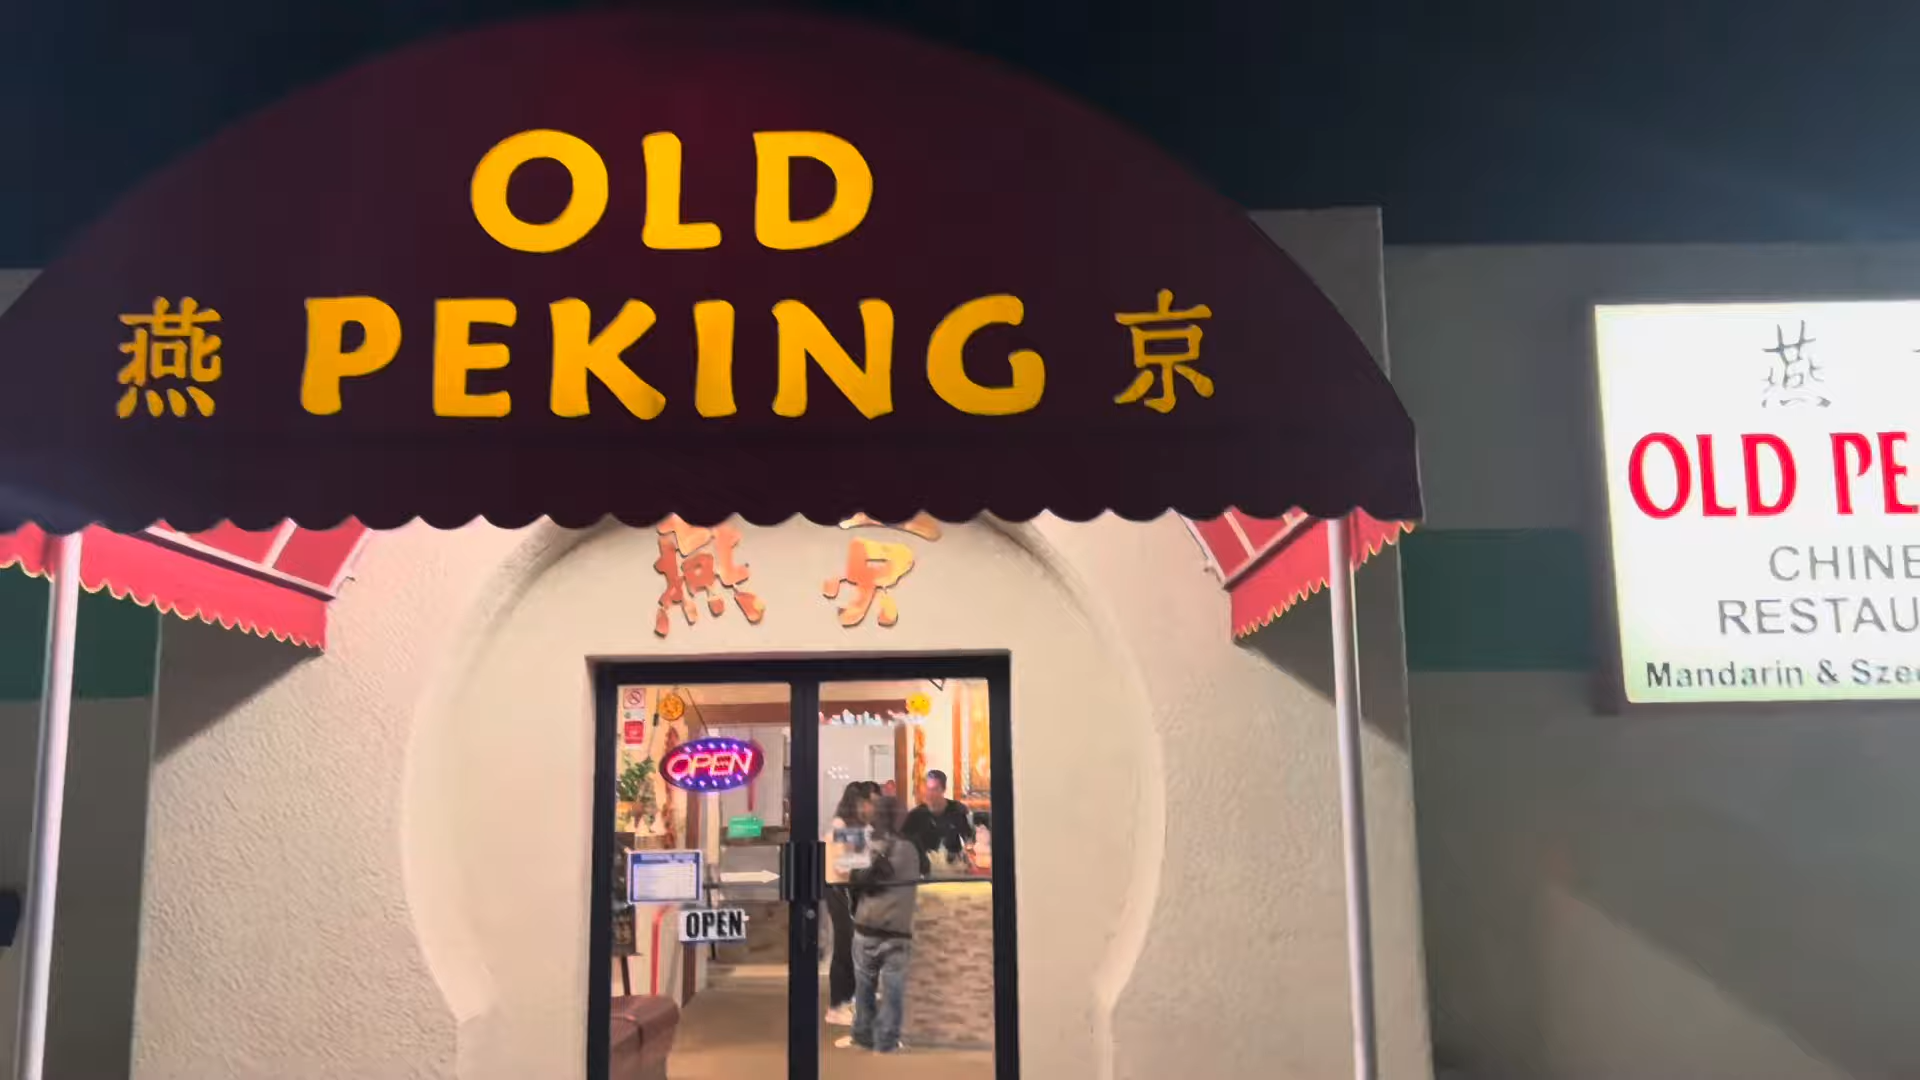 OLD
燕 PEKING 京
燕 京
燕
OLD PE
CHINE
RESTAU
Mandarin & Sze
OPEN
OPEN